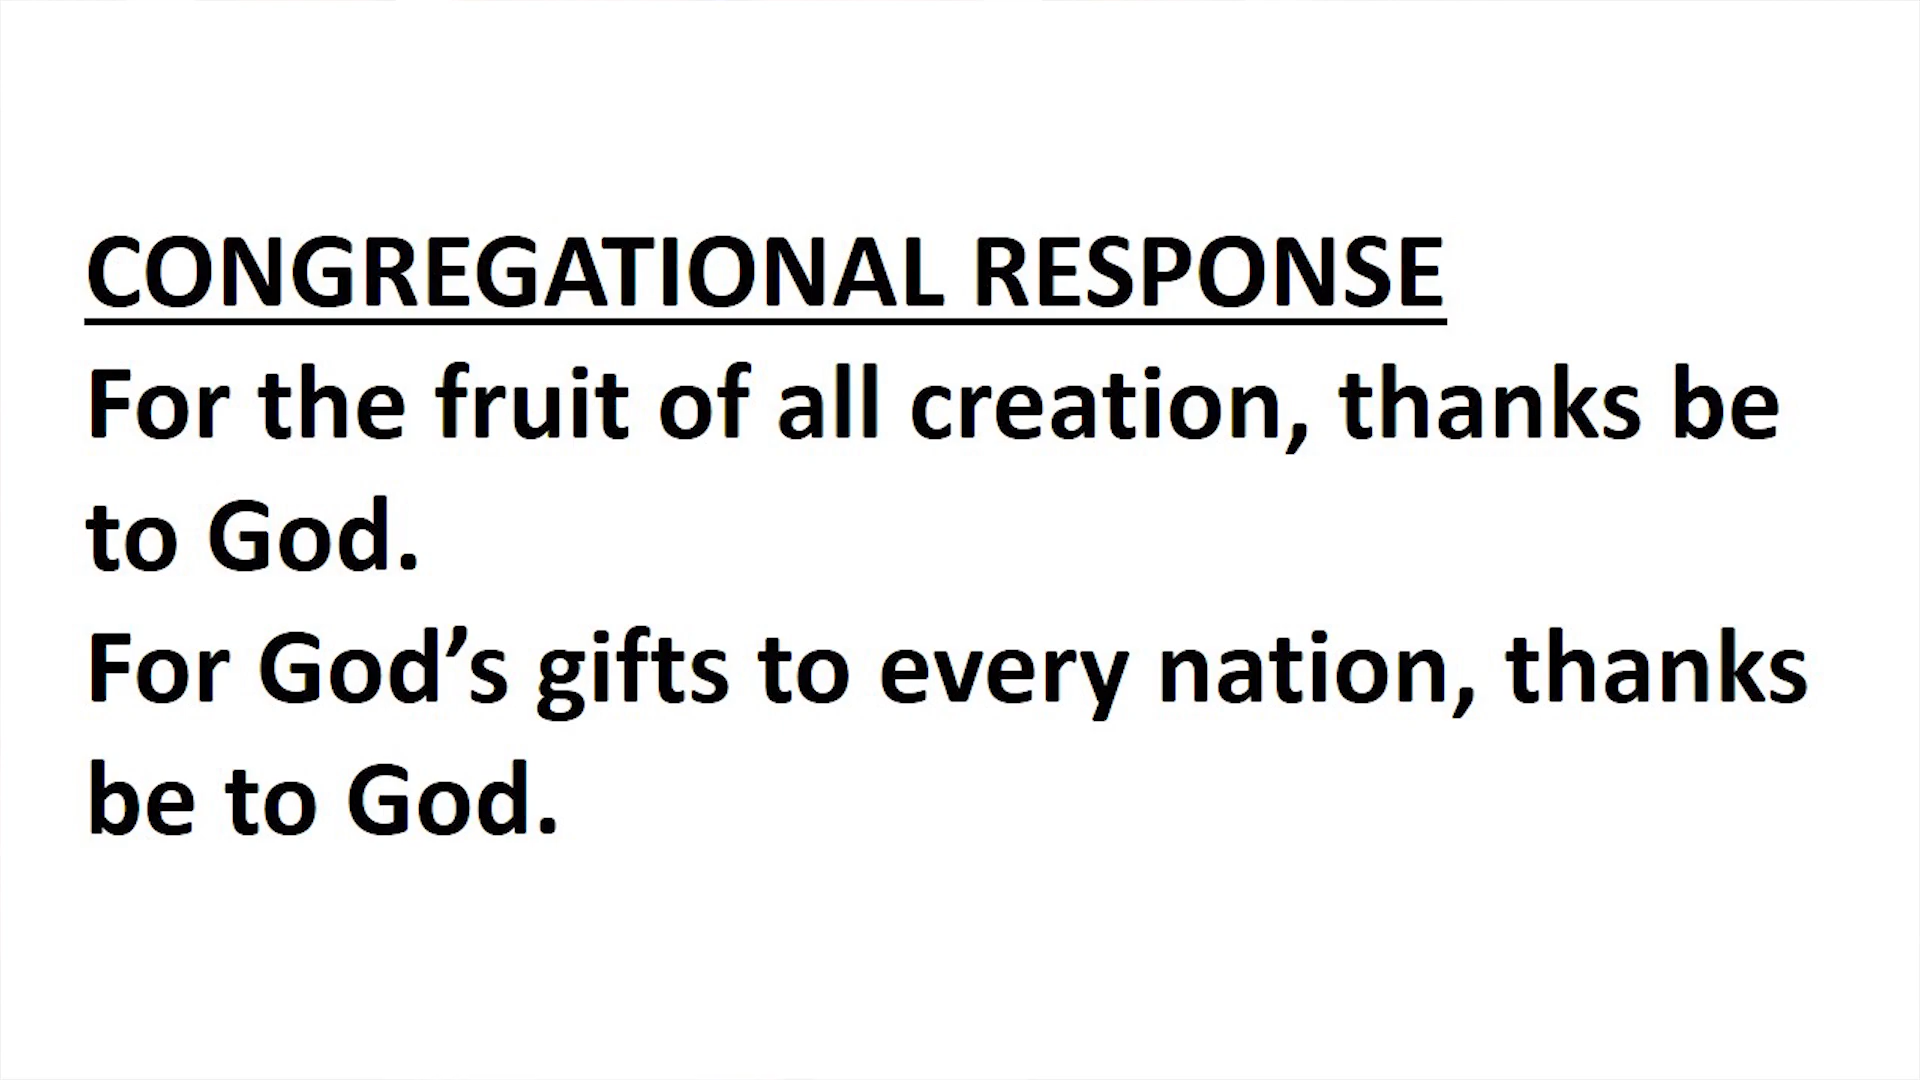 CONGREGATIONAL RESPONSE
For the fruit of all creation, thanks be
to God.
For God’s gifts to every nation, thanks
be to God.